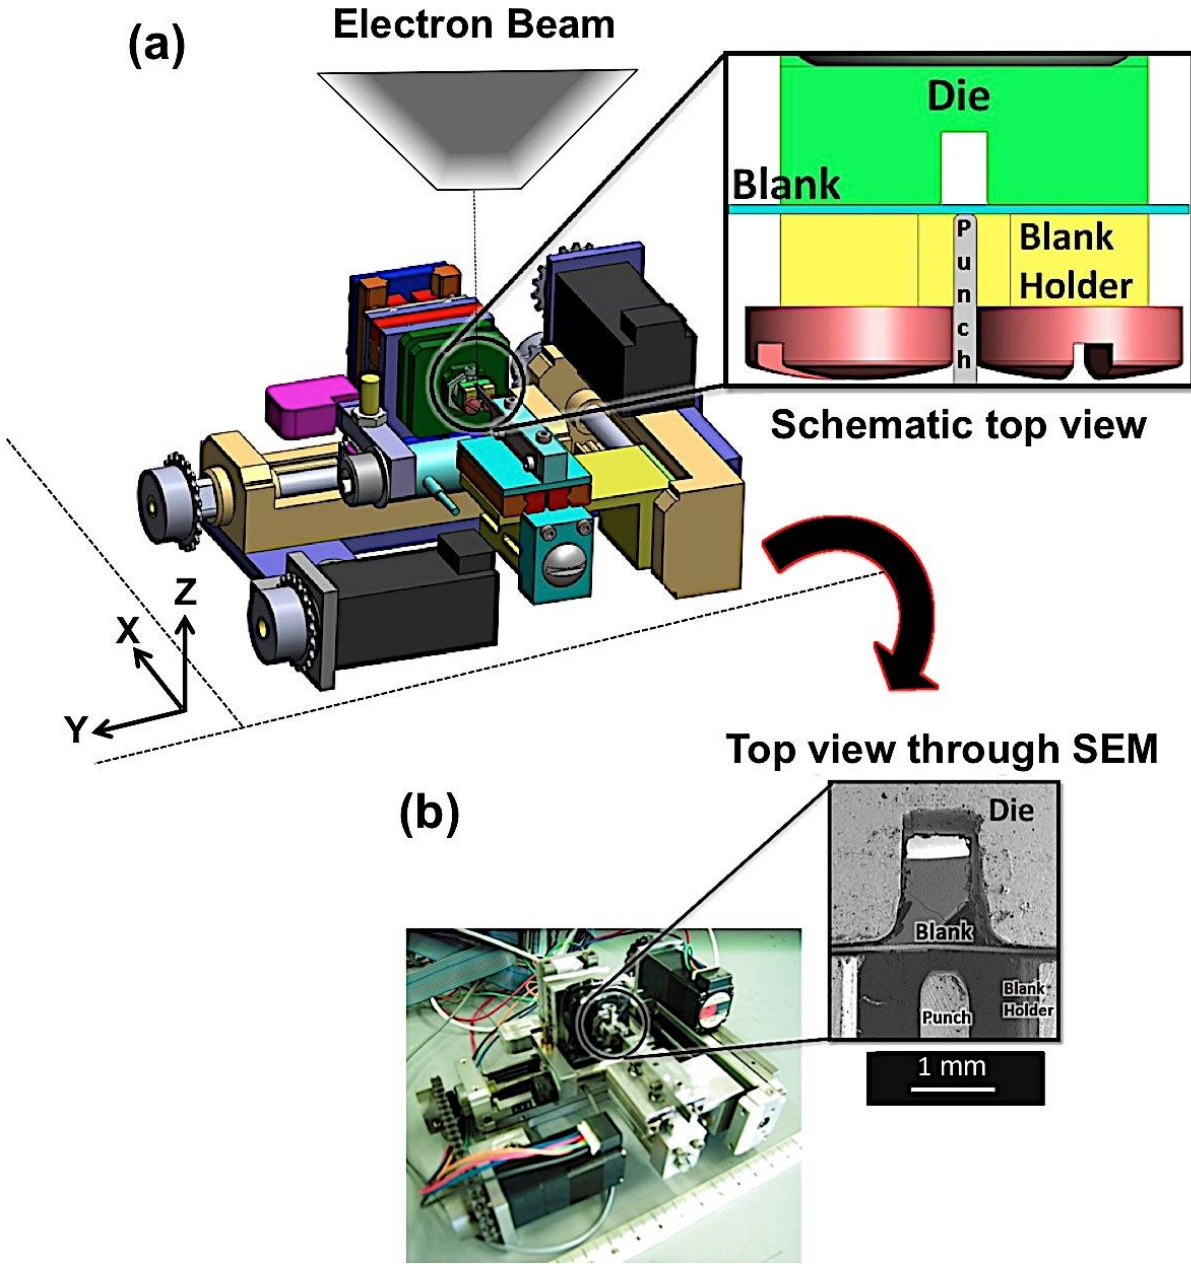 (a)
Electron Beam
Die
Blank
Punch
Blank
Holder
Schematic top view
Z
X
Y
Top view through SEM
(b)
Die
Blank
Blank
Holder
Punch
1 mm